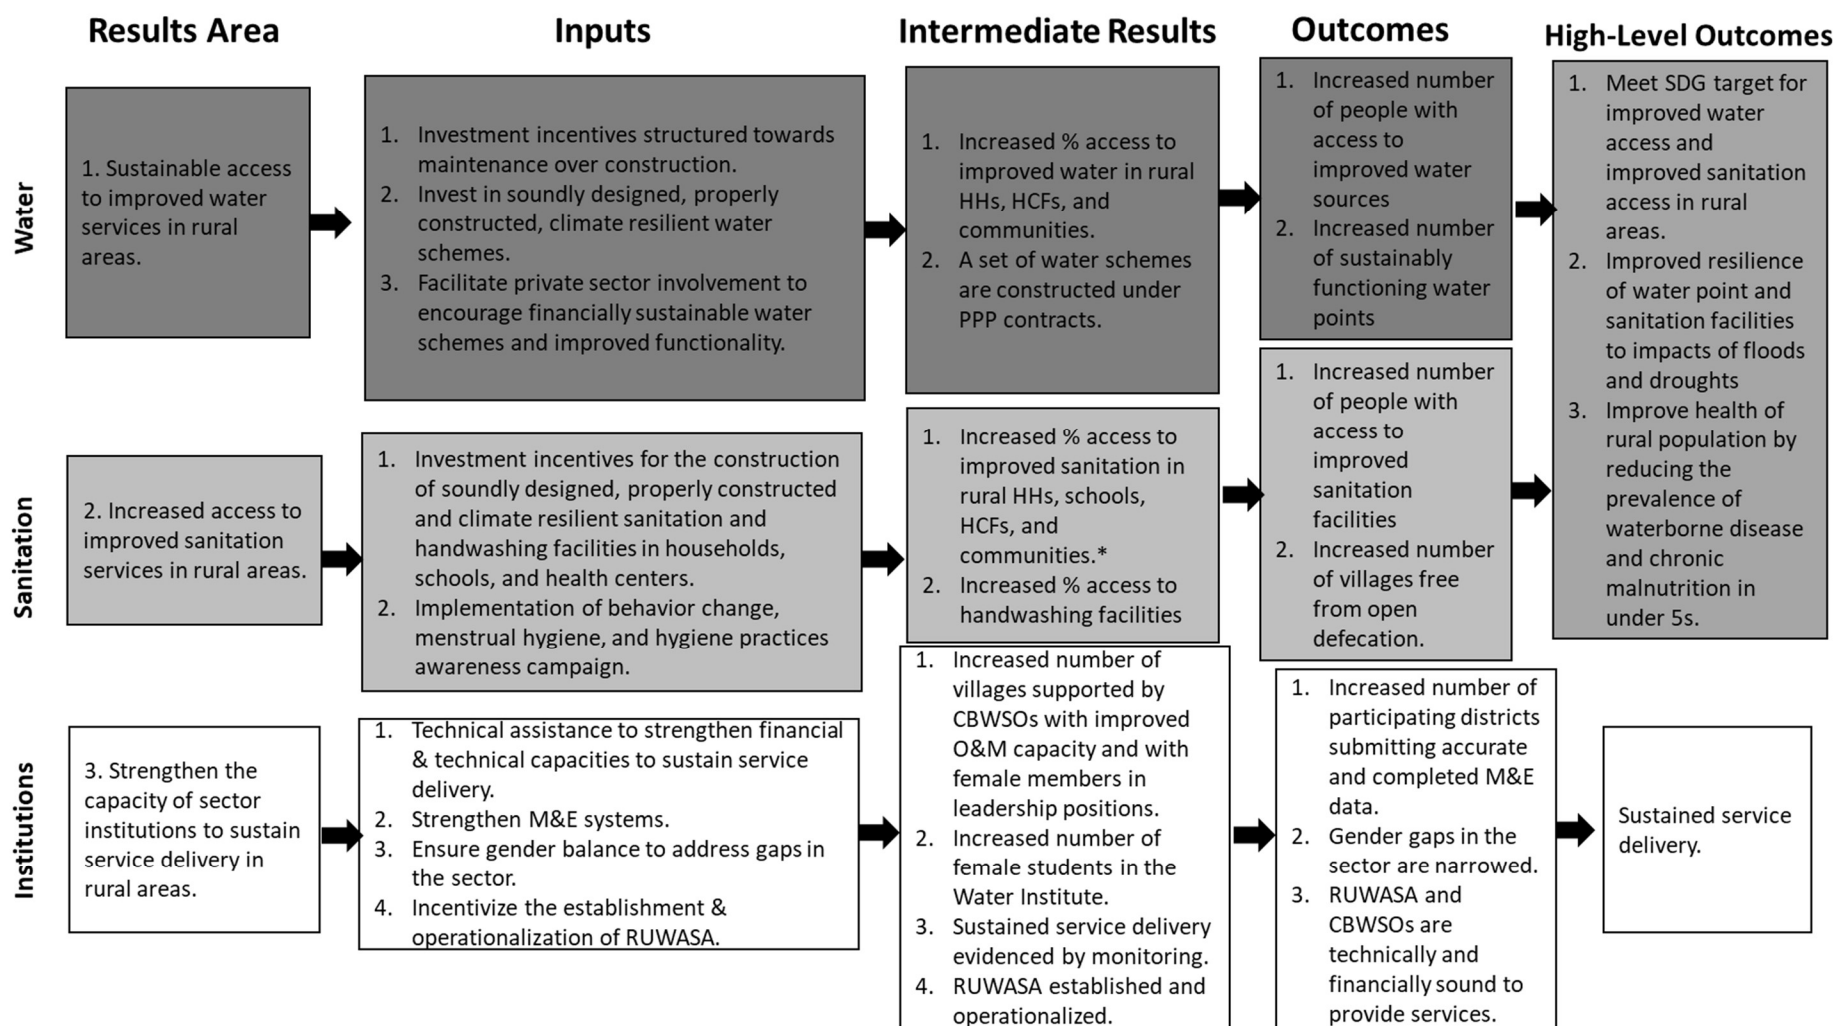 Results Area
Inputs
Intermediate Results
Outcomes
High-Level Outcomes
Water
1. Sustainable access
to improved water
services in rural
areas.
1. Investment incentives structured towards
maintenance over construction.
2. Invest in soundly designed, properly
constructed, climate resilient water
schemes.
3. Facilitate private sector involvement to
encourage financially sustainable water
schemes and improved functionality.
1. Increased % access to
improved water in rural
HHs, HCFs, and
communities.
2. A set of water schemes
are constructed under
PPP contracts.
1. Increased number
of people with
access to
improved water
sources
2. Increased number
of sustainably
functioning water
points
1. Meet SDG target for
improved water
access and
improved sanitation
access in rural
areas.
2. Improved resilience
of water point and
sanitation facilities
to impacts of floods
and droughts
3. Improve health of
rural population by
reducing the
prevalence of
waterborne disease
and chronic
malnutrition in
under 5s.
Sanitation
2. Increased access to
improved sanitation
services in rural areas.
1. Investment incentives for the construction
of soundly designed, properly constructed
and climate resilient sanitation and
handwashing facilities in households,
schools, and health centers.
2. Implementation of behavior change,
menstrual hygiene, and hygiene practices
awareness campaign.
1. Increased % access to
improved sanitation in
rural HHs, schools,
HCFs, and
communities.*
2. Increased % access to
handwashing facilities
1. Increased number
of people with
access to
improved
sanitation
facilities
2. Increased number
of villages free
from open
defecation.
Institutions
3. Strengthen the
capacity of sector
institutions to sustain
service delivery in
rural areas.
1. Technical assistance to strengthen financial
& technical capacities to sustain service
delivery.
2. Strengthen M&E systems.
3. Ensure gender balance to address gaps in
the sector.
4. Incentivize the establishment &
operationalization of RUWASA.
1. Increased number of
villages supported by
CBWSOs with improved
O&M capacity and with
female members in
leadership positions.
2. Increased number of
female students in the
Water Institute.
3. Sustained service delivery
evidenced by monitoring.
4. RUWASA established and
operationalized.
1. Increased number of
participating districts
submitting accurate
and completed M&E
data.
2. Gender gaps in the
sector are narrowed.
3. RUWASA and
CBWSOs are
technically and
financially sound to
provide services.
Sustained service
delivery.